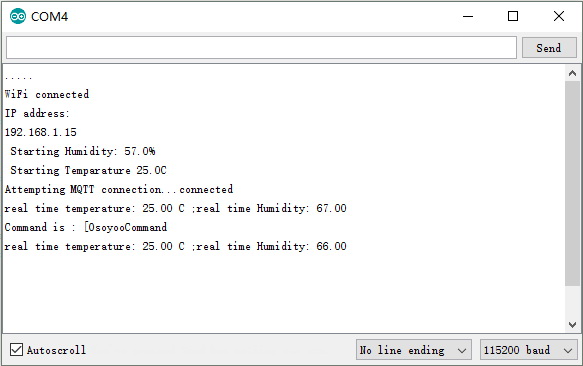 COM4
Send
.....
WiFi connected
IP address:
192.168.1.15
Starting Humidity: 57.0%
Starting Temparature 25.0C
Attempting MQTT connection...connected
real time temperature: 25.00 C ;real time Humidity: 67.00
Command is : [OsoyooCommand
real time temperature: 25.00 C ;real time Humidity: 66.00
Autoscroll No line ending 115200 baud